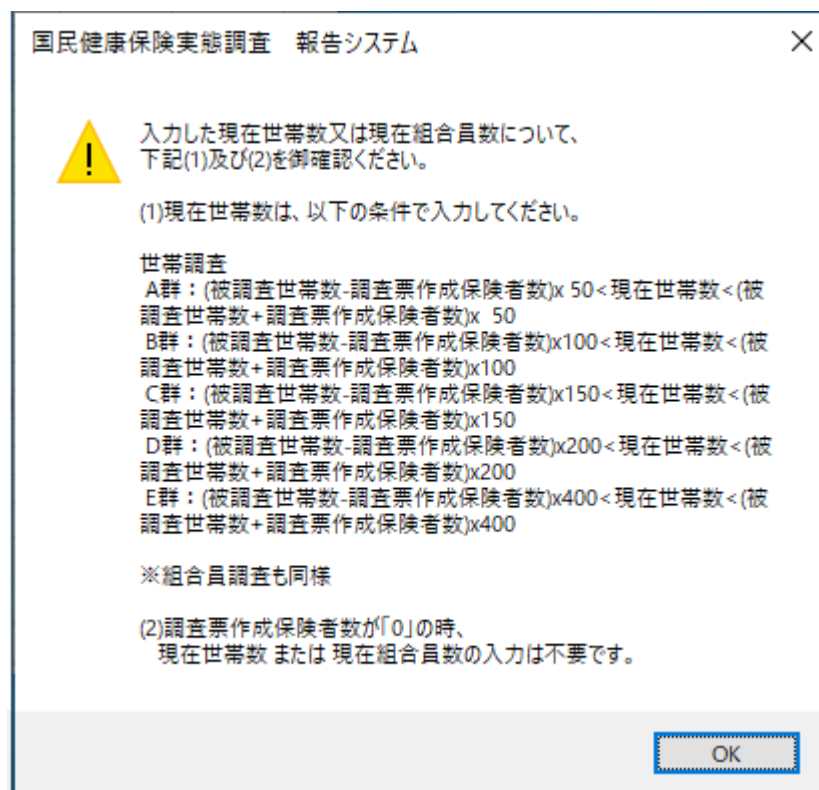 国民健康保険実態調査　報告システム
入力した現在世帯数又は現在組合員数について、
下記(1)及び(2)を御確認ください。
(1)現在世帯数は、以下の条件で入力してください。
世帯調査
A群：(被調査世帯数-調査票作成保険者数)x 50<現在世帯数<(被
調査世帯数+調査票作成保険者数)x  50
B群：(被調査世帯数-調査票作成保険者数)x100<現在世帯数<(被
調査世帯数+調査票作成保険者数)x100
C群：(被調査世帯数-調査票作成保険者数)x150<現在世帯数<(被
調査世帯数+調査票作成保険者数)x150
D群：(被調査世帯数-調査票作成保険者数)x200<現在世帯数<(被
調査世帯数+調査票作成保険者数)x200
E群：(被調査世帯数-調査票作成保険者数)x400<現在世帯数<(被
調査世帯数+調査票作成保険者数)x400
※組合員調査も同様
(2)調査票作成保険者数が「0」の時、
現在世帯数 または 現在組合員数の入力は不要です。
OK